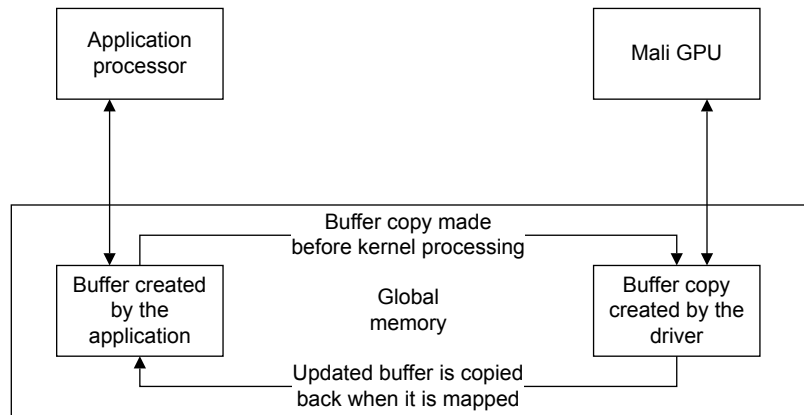 Application
processor
Mali GPU
Buffer copy made
before kernel processing
Buffer created
by the
application
Global
memory
Buffer copy
created by the
driver
Updated buffer is copied
back when it is mapped